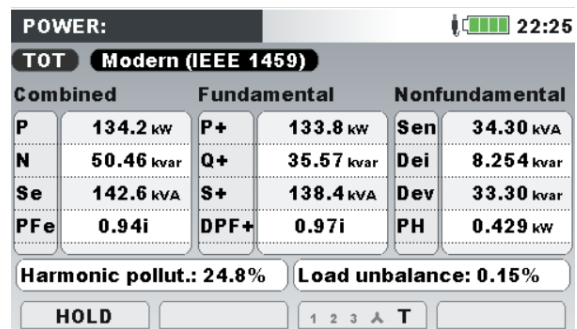 POWER: 22:25
TOT Modern (IEEE 1459)
Combined Fundamental Nonfundamental
P 134.2 kW P+ 133.8 kW Sen 34.30 kVA
N 50.46 kvar Q+ 35.57 kvar Dei 8.254 kvar
Se 142.6 kVA S+ 138.4 kVA Dev 33.30 kvar
PFe 0.94i DPF+ 0.97i PH 0.429 kW
Harmonic pollut.: 24.8% Load unbalance: 0.15%
HOLD 1 2 3 T